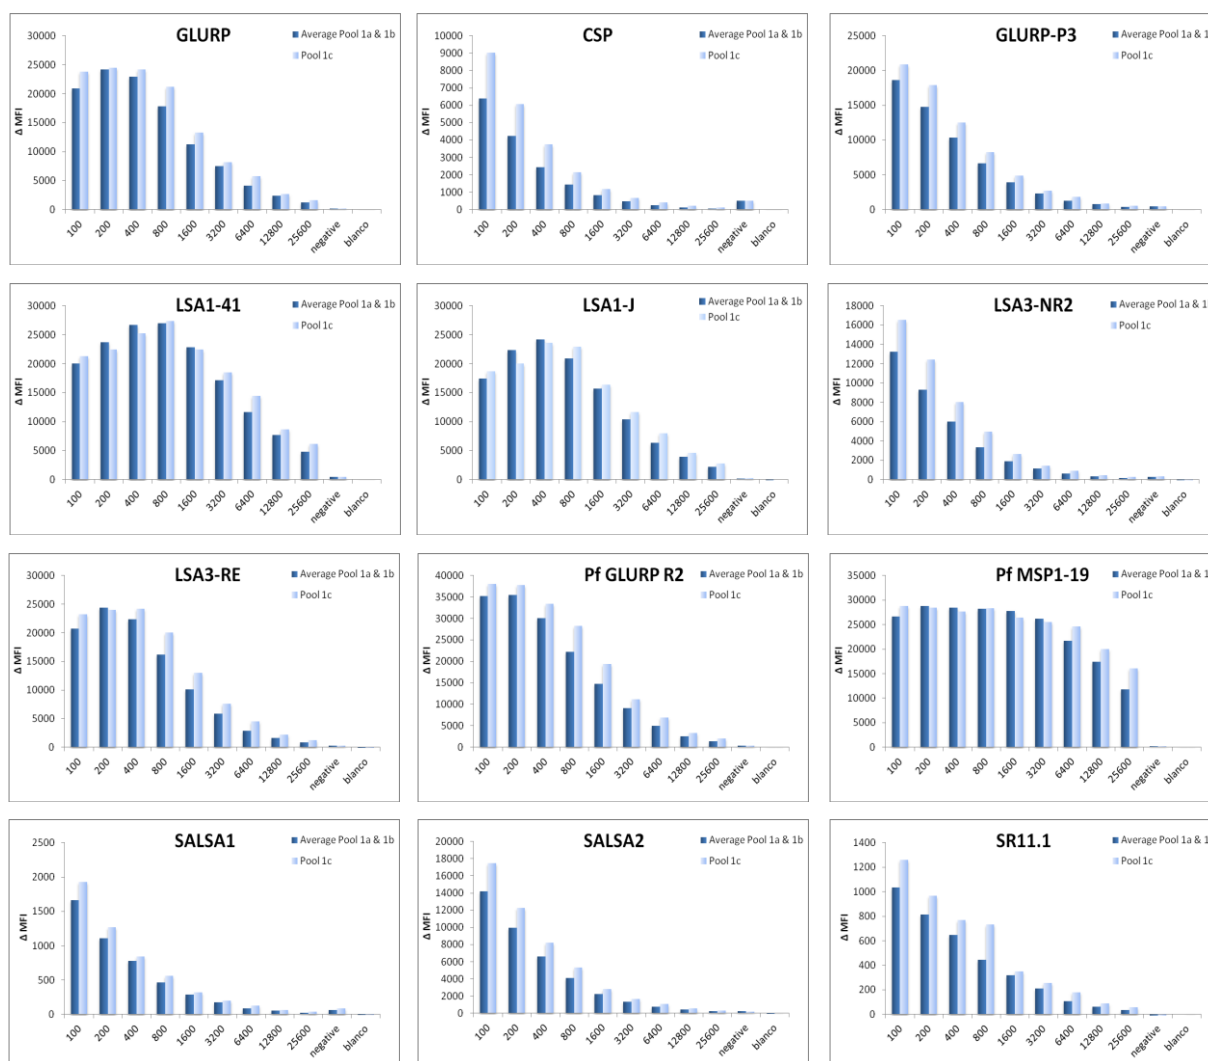 GLURP
Average Pool 1a & 1b
Pool 1c
Δ MFI
30000
25000
20000
15000
10000
5000
0
100 200 400 800 1600 3200 6400 12800 25600 negative blanco
CSP
Average Pool 1a & 1b
Pool 1c
Δ MFI
10000
9000
8000
7000
6000
5000
4000
3000
2000
1000
0
100 200 400 800 1600 3200 6400 12800 25600 negative blanco
GLURP-P3
Average Pool 1a & 1
Pool 1c
Δ MFI
25000
20000
15000
10000
5000
0
100 200 400 800 1600 3200 6400 12800 25600 negative blanco
LSA1-41
Average Pool 1a & 1b
Pool 1c
Δ MFI
30000
25000
20000
15000
10000
5000
0
100 200 400 800 1600 3200 6400 12800 25600 negative blanco
LSA1-J
Average Pool 1a & 1b
Pool 1c
Δ MFI
30000
25000
20000
15000
10000
5000
0
100 200 400 800 1600 3200 6400 12800 25600 negative blanco
LSA3-NR2
Average Pool 1a & 1b
Pool 1c
Δ MFI
18000
16000
14000
12000
10000
8000
6000
4000
2000
0
100 200 400 800 1600 3200 6400 12800 25600 negative blanco
LSA3-RE
Average Pool 1a & 1b
Pool 1c
Δ MFI
30000
25000
20000
15000
10000
5000
0
100 200 400 800 1600 3200 6400 12800 25600 negative blanco
Pf GLURP R2
Average Pool 1a & 1b
Pool 1c
Δ MFI
40000
35000
30000
25000
20000
15000
10000
5000
0
100 200 400 800 1600 3200 6400 12800 25600 negative blanco
Pf MSP1-19
Average Pool 1a & 1
Pool 1c
Δ MFI
35000
30000
25000
20000
15000
10000
5000
0
100 200 400 800 1600 3200 6400 12800 25600 negative blanco
SALSA1
Average Pool 1a & 1b
Pool 1c
Δ MFI
2500
2000
1500
1000
500
0
100 200 400 800 1600 3200 6400 12800 25600 negative blanco
SALSA2
Average Pool 1a & 1b
Pool 1c
Δ MFI
20000
18000
16000
14000
12000
10000
8000
6000
4000
2000
0
100 200 400 800 1600 3200 6400 12800 25600 negative blanco
SR11.1
Average Pool 1a & 1
Pool 1c
Δ MFI
1400
1200
1000
800
600
400
200
0
100 200 400 800 1600 3200 6400 12800 25600 negative blanco